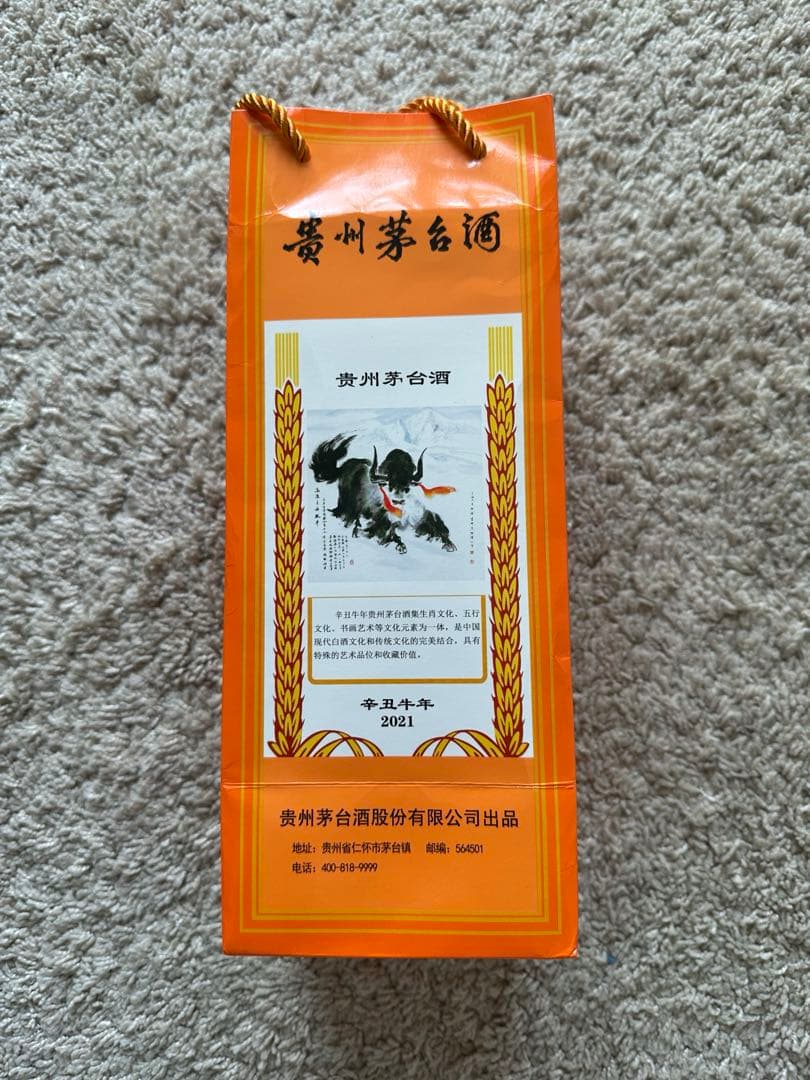 贵州茅台酒
贵州茅台酒
辛丑牛年贵州茅台酒集生肖文化、五行
文化、书画艺术等文化元素为一体，是中国
现代白酒文化和传统文化的完美结合，具有
特殊的艺术品位和收藏价值。
辛丑牛年
2021
贵州茅台酒股份有限公司出品
地址：贵州省仁怀市茅台镇 邮编：564501
电话：400-818-9999